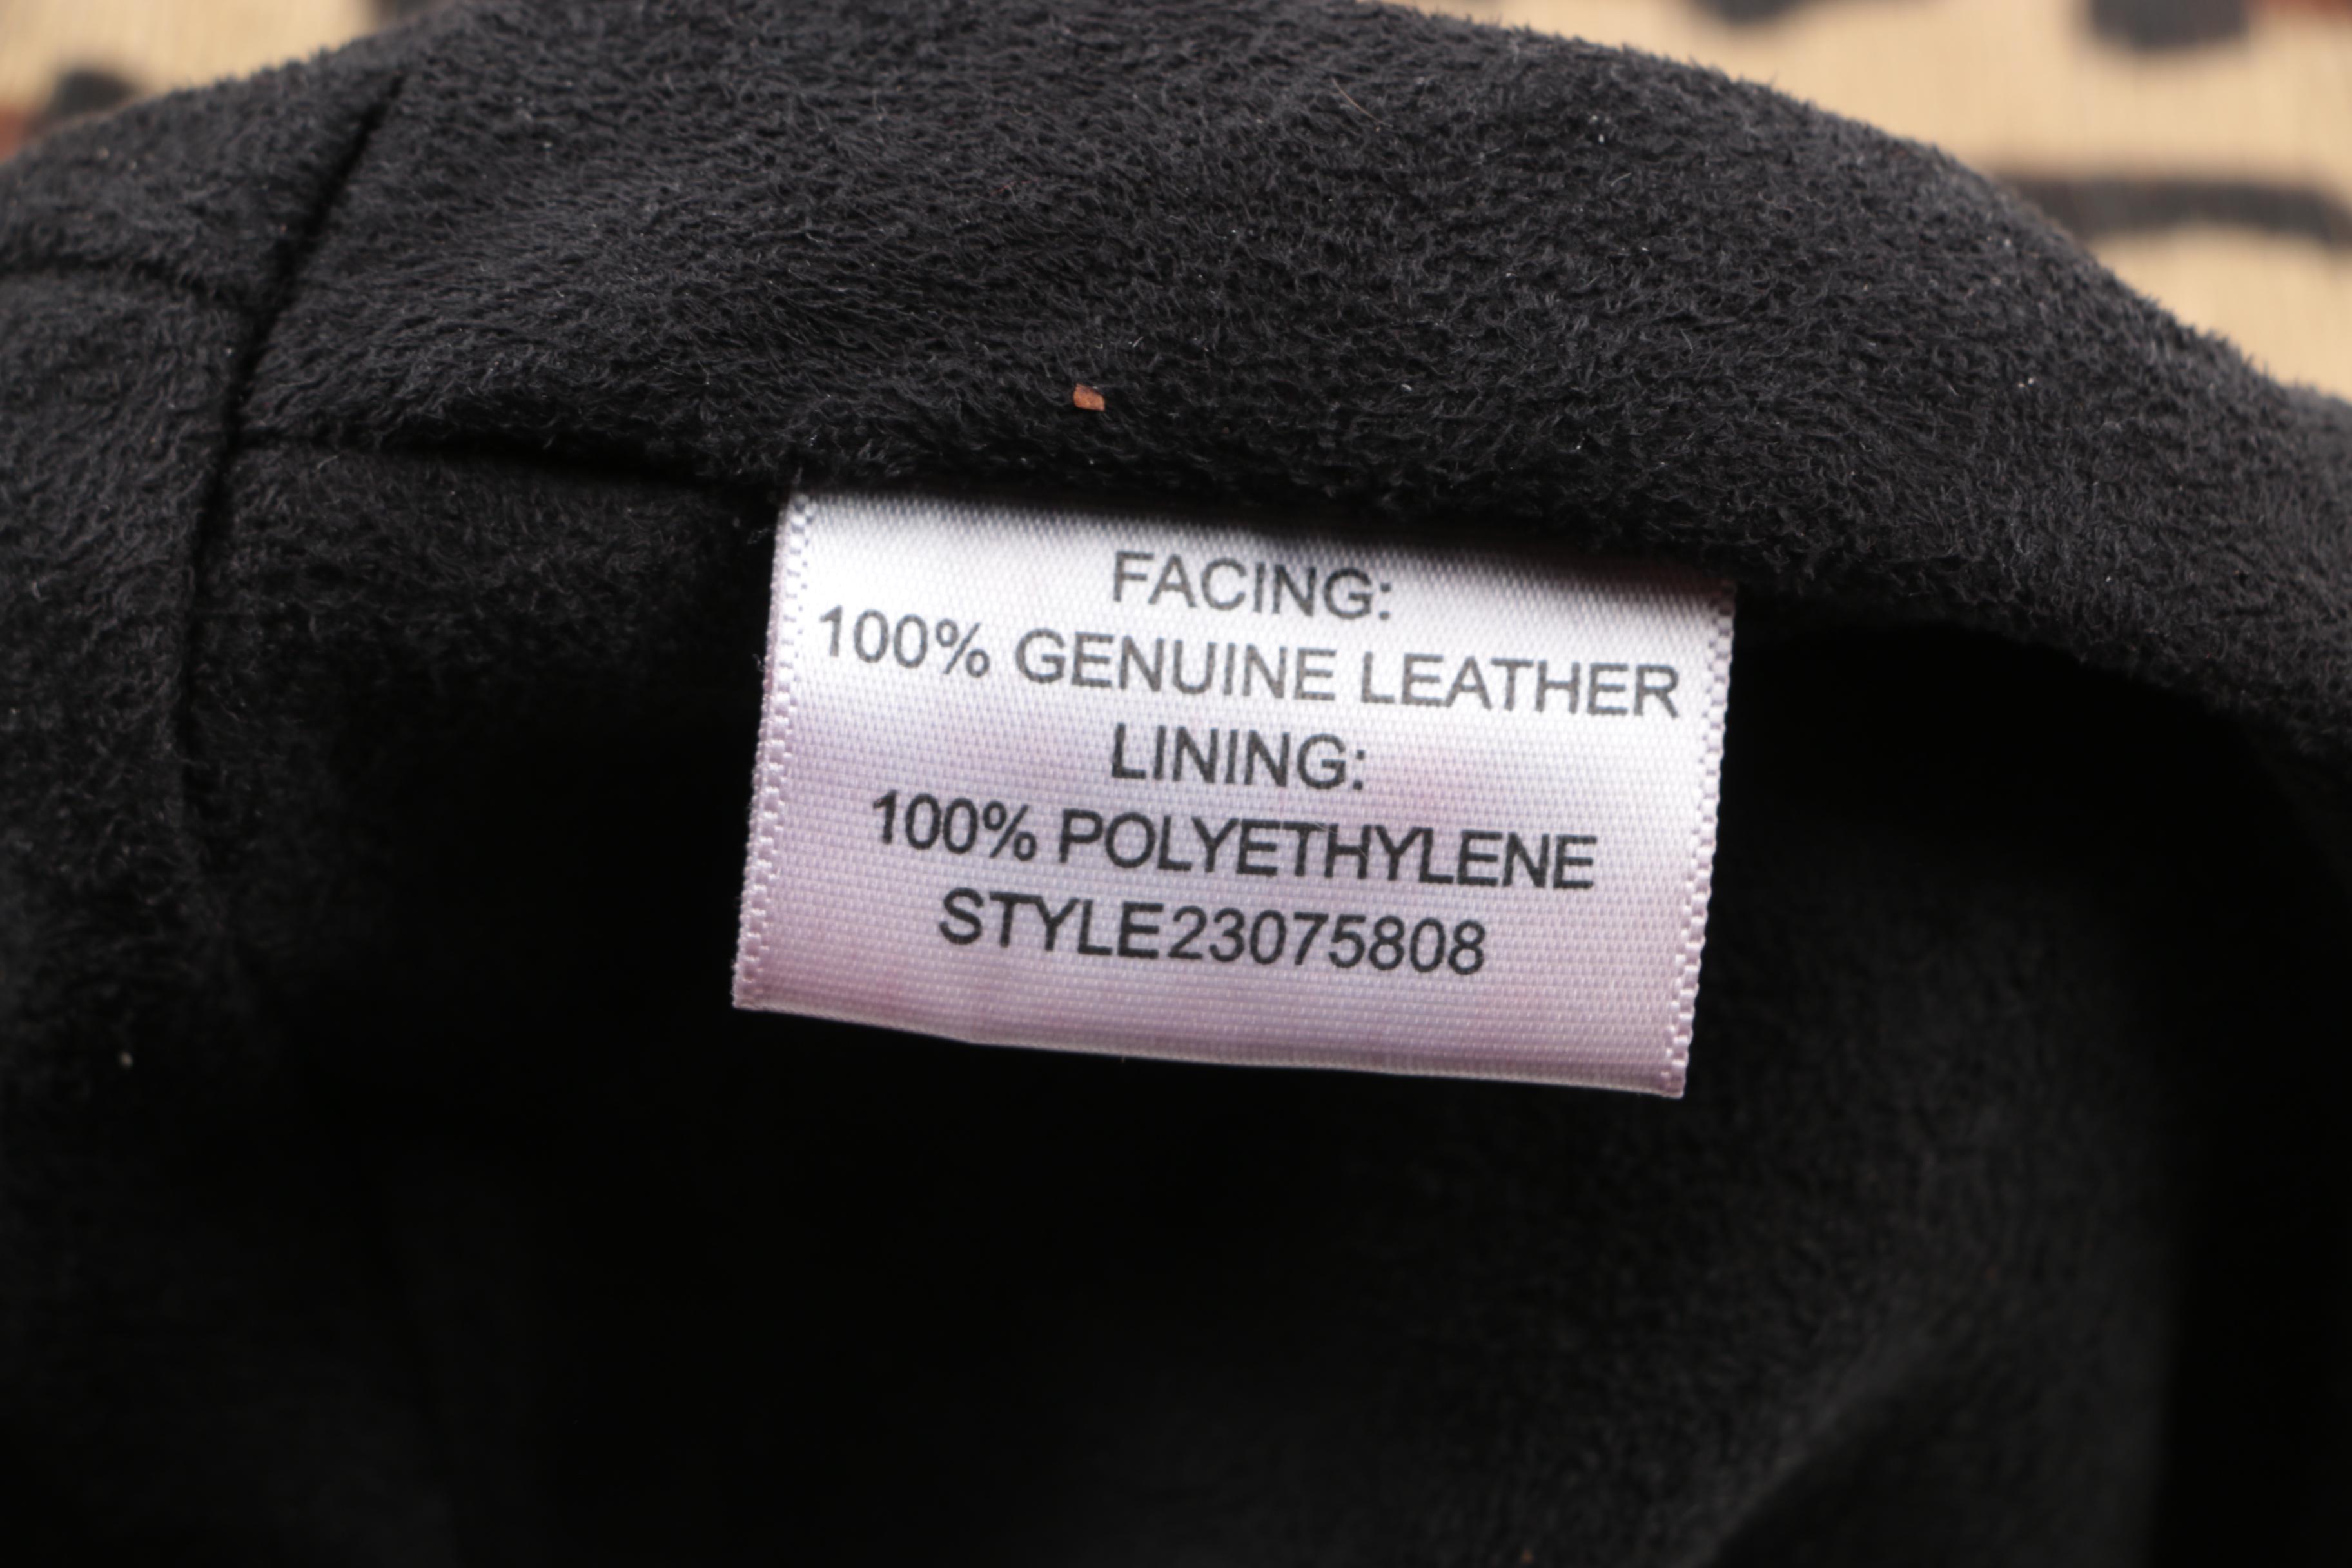 FACING:
100% GENUINE LEATHER
LINING:
100% POLYETHYLENE
STYLE23075808